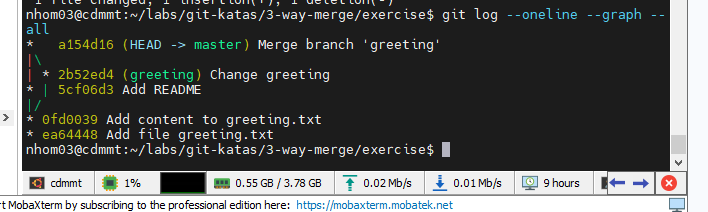 1 file changed, 1 insertion(+), 1 deletion(-)
nhom03@cdmmt:~/labs/git-katas/3-way-merge/exercise$ git log --oneline --graph --
all
*   a154d16 (HEAD -> master) Merge branch 'greeting'
|\
| * 2b52ed4 (greeting) Change greeting
* | 5cf06d3 Add README
|/
* 0fd0039 Add content to greeting.txt
* ea64448 Add file greeting.txt
nhom03@cdmmt:~/labs/git-katas/3-way-merge/exercise$
cdmmt 1% 0.55 GB / 3.78 GB 0.02 Mb/s 0.01 Mb/s 9 hours
rt MobaXterm by subscribing to the professional edition here: https://mobaxterm.mobatek.net